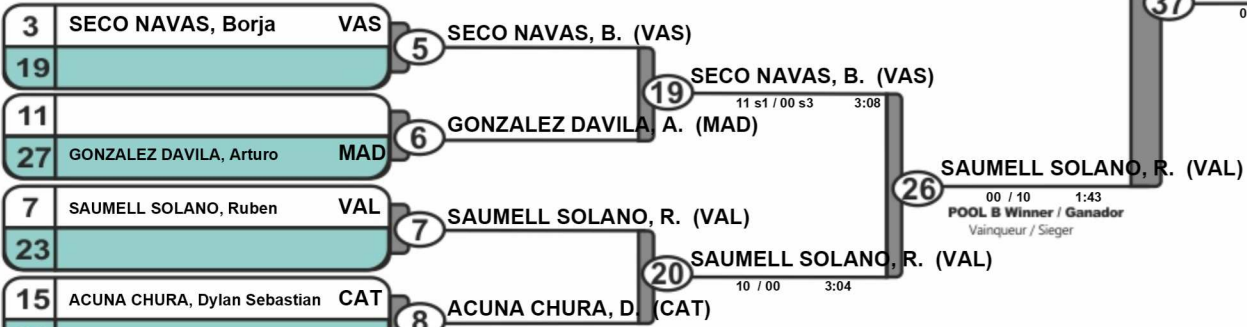 37
0
3 SECO NAVAS, Borja VAS
19
5 SECO NAVAS, B. (VAS)
19 SECO NAVAS, B. (VAS)
11 s1 / 00 s3 3:08
11
27 GONZALEZ DAVILA, Arturo MAD
6 GONZALEZ DAVILA, A. (MAD)
26 SAUMELL SOLANO, R. (VAL)
00 / 10 1:43
POOL B Winner / Ganador
Vainqueur / Sieger
7 SAUMELL SOLANO, Ruben VAL
23
7 SAUMELL SOLANO, R. (VAL)
20 SAUMELL SOLANO, R. (VAL)
10 / 00 3:04
15 ACUNA CHURA, Dylan Sebastian CAT
8 ACUNA CHURA, D. (CAT)